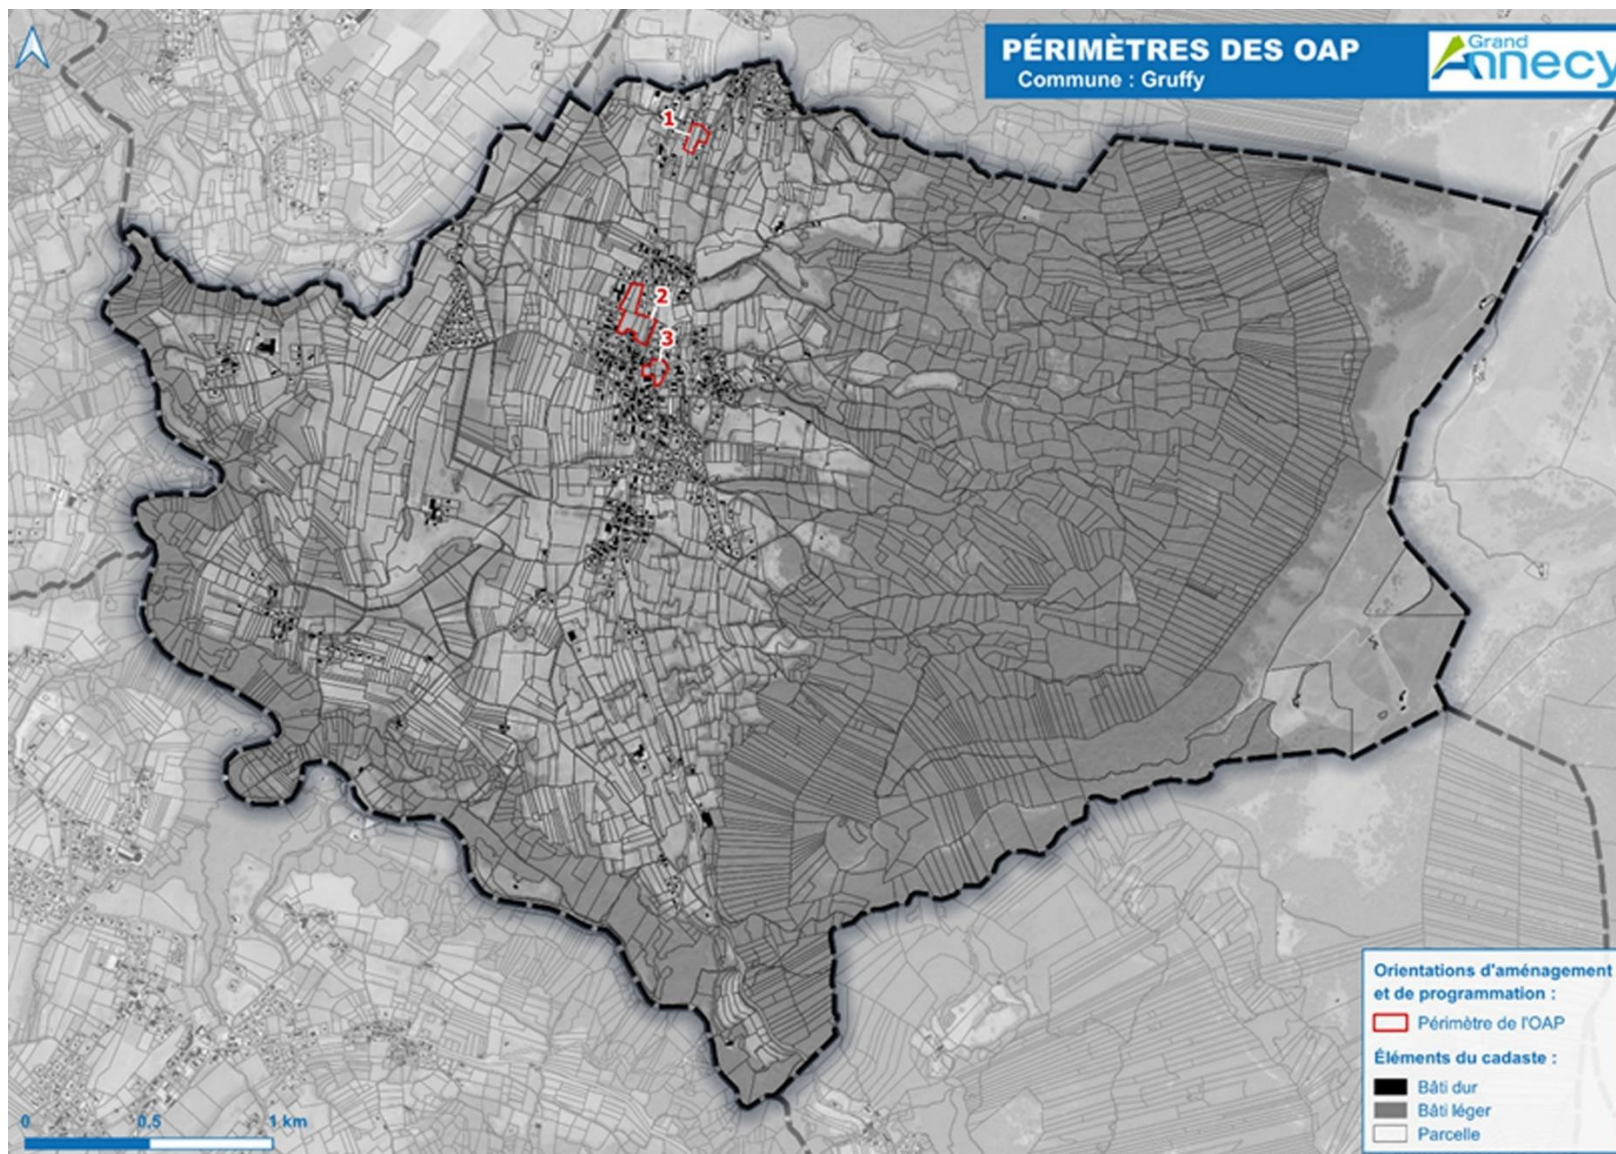 PÉRIMÈTRES DES OAP
Commune : Gruffy
Grand
Annecy
1
2
3
Orientations d'aménagement
et de programmation :
Périmètre de l'OAP
Éléments du cadaste :
Bâti dur
Bâti léger
Parcelle
0 0.5 1 km